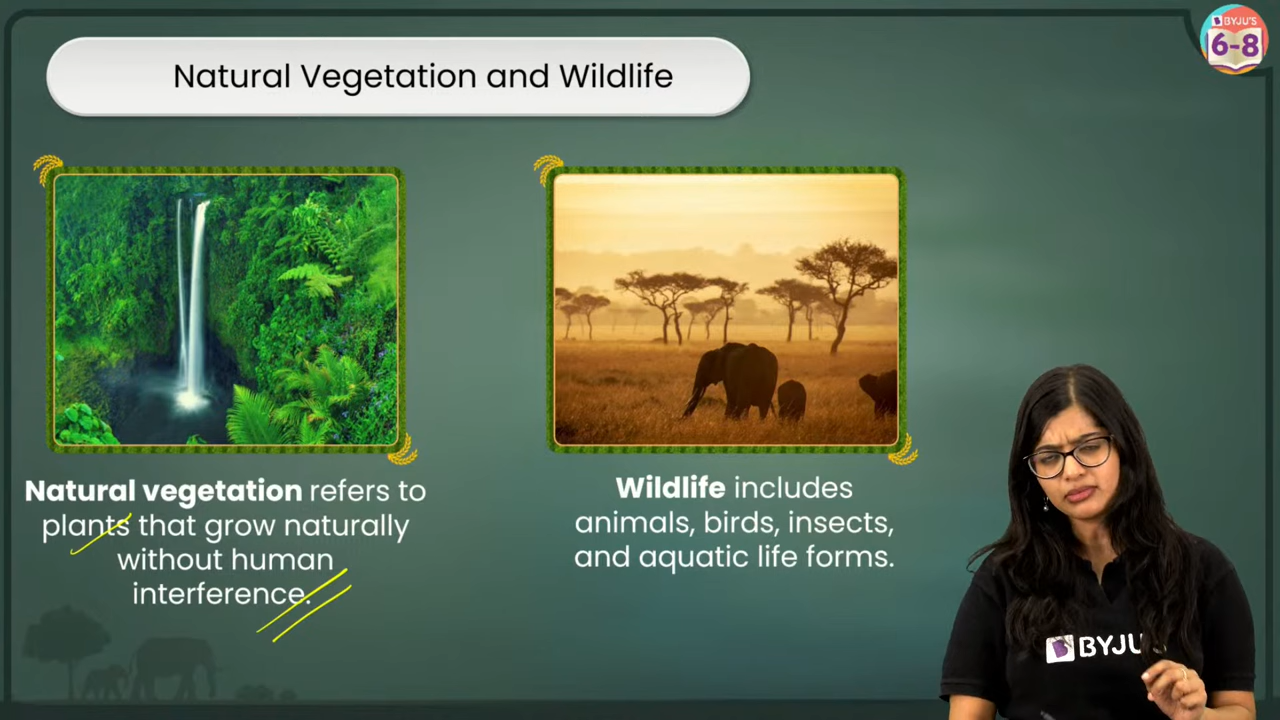 BYJU'S
6-8
Natural Vegetation and Wildlife
Natural vegetation refers to
plants that grow naturally
without human
interference.
Wildlife includes
animals, birds, insects,
and aquatic life forms.
BYJU'S